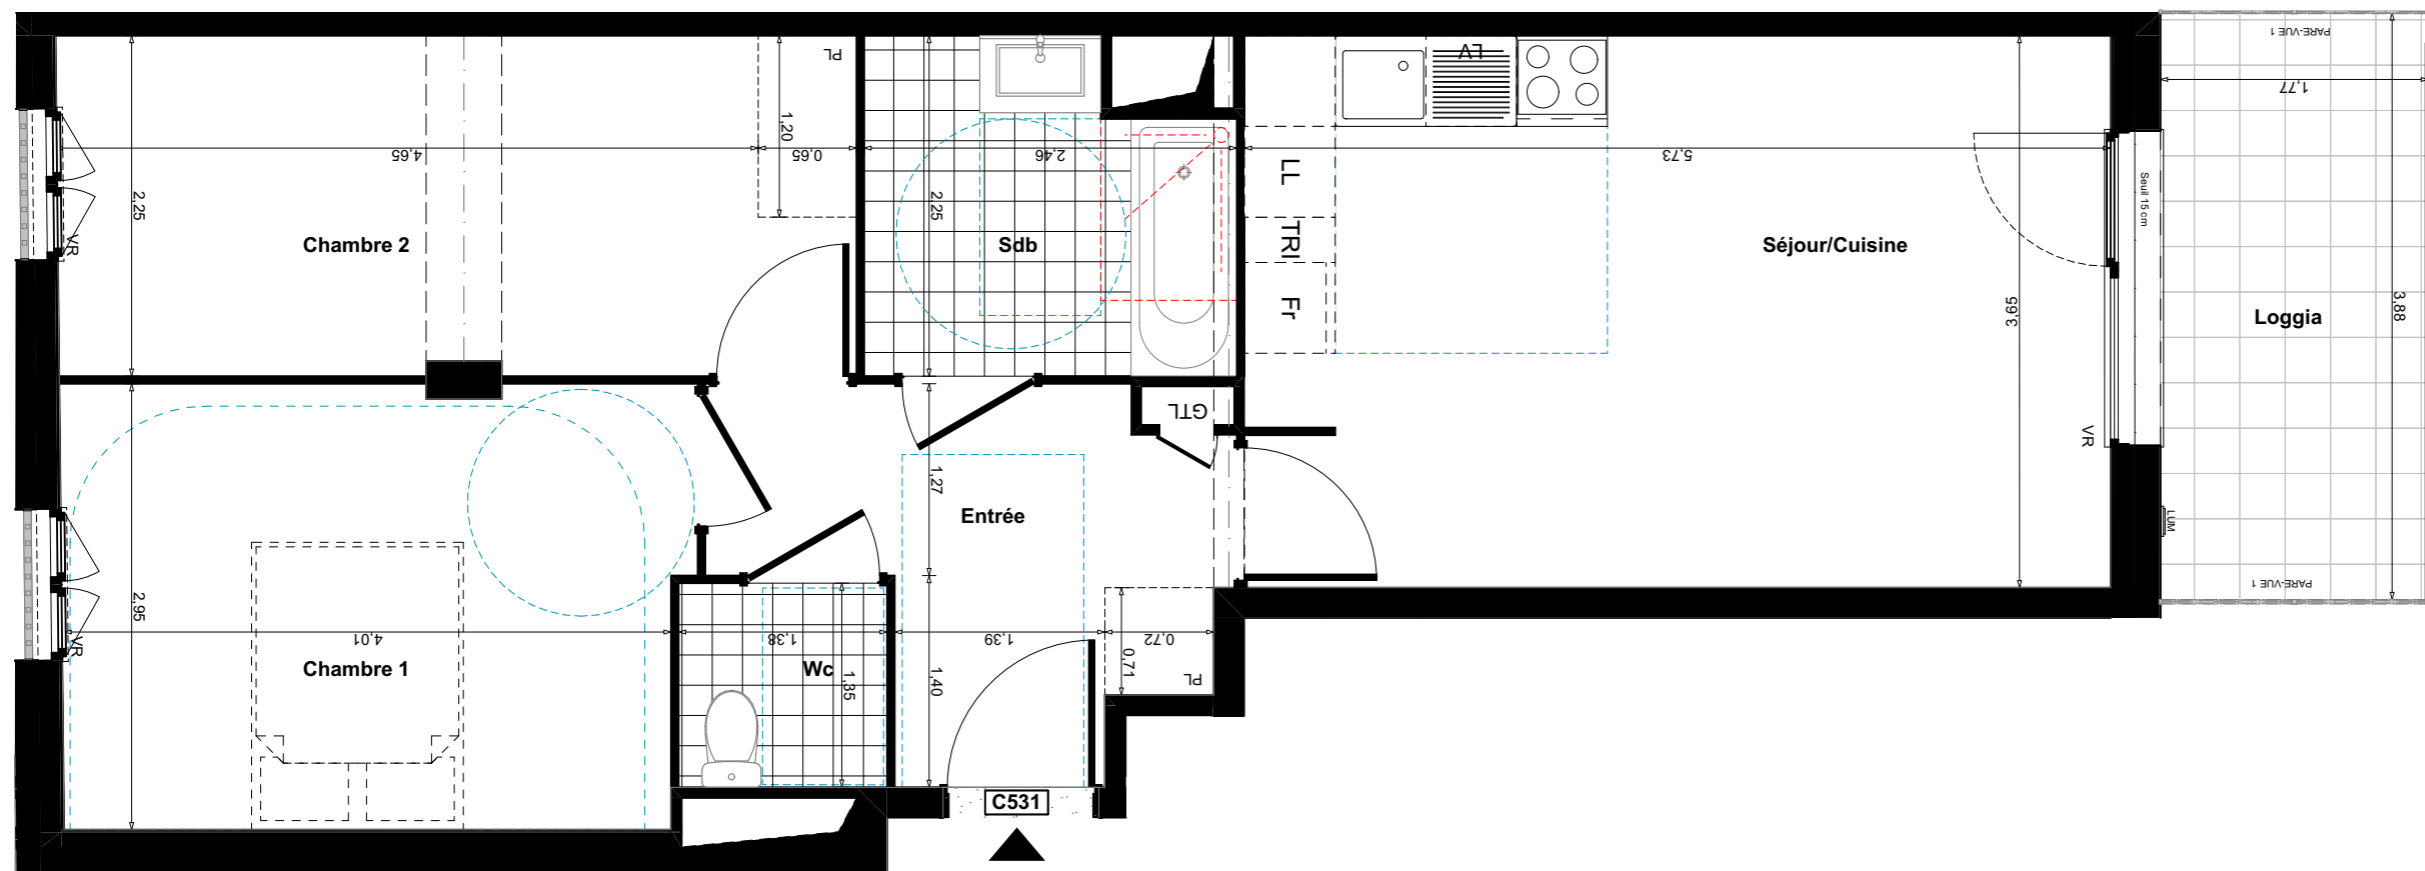 PARE-VUE 1
PL
LV
1,77
1,20
4,65
0,65
2,46
5,73
LL
Seuil 15 cm
2,25
2,25
VR
Chambre 2
Sdb
TRI
Séjour/Cuisine
Fr
3,65
Loggia
3,88
GTL
VR
1,27
Entrée
LUM
PARE-VUE 1
2,95
4,01
1,38
1,39
0,72
VR
Chambre 1
Wc
1,35
1,40
0,71
PL
C531